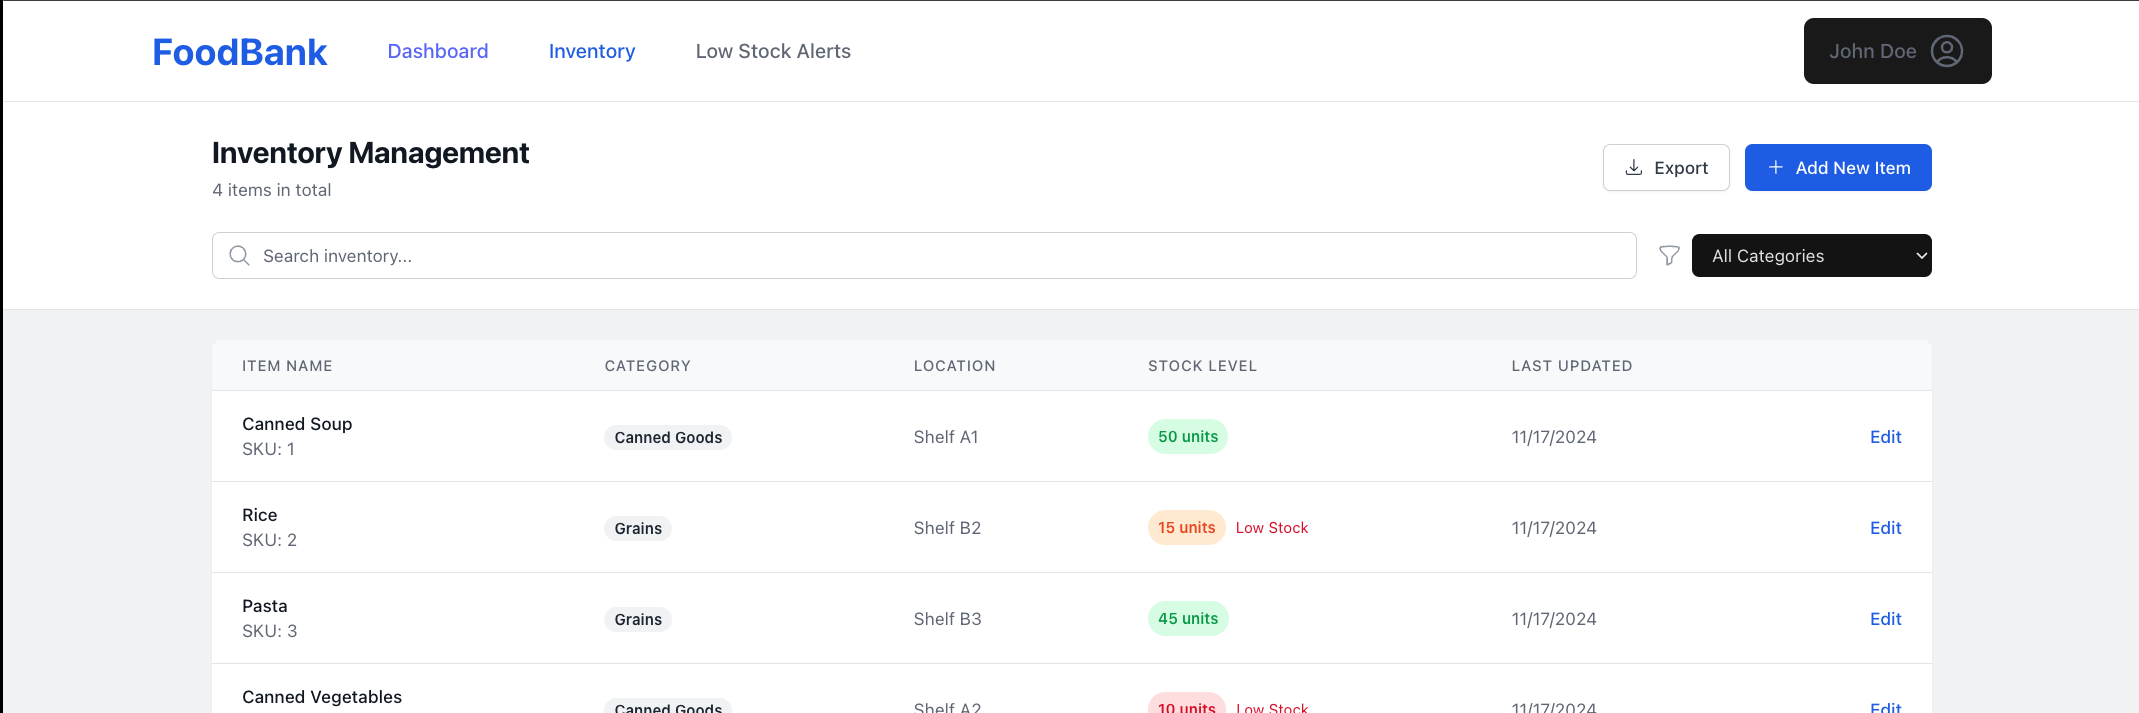 FoodBank Dashboard Inventory Low Stock Alerts John Doe
Inventory Management
4 items in total
Export
Add New Item
Search inventory...
All Categories
ITEM NAME CATEGORY LOCATION STOCK LEVEL LAST UPDATED
Canned Soup
SKU: 1
Canned Goods Shelf A1 50 units 11/17/2024 Edit
Rice
SKU: 2
Grains Shelf B2 15 units Low Stock 11/17/2024 Edit
Pasta
SKU: 3
Grains Shelf B3 45 units 11/17/2024 Edit
Canned Vegetables
Canned Goods Shelf A2 10 units Low Stock 11/17/2024 Edit